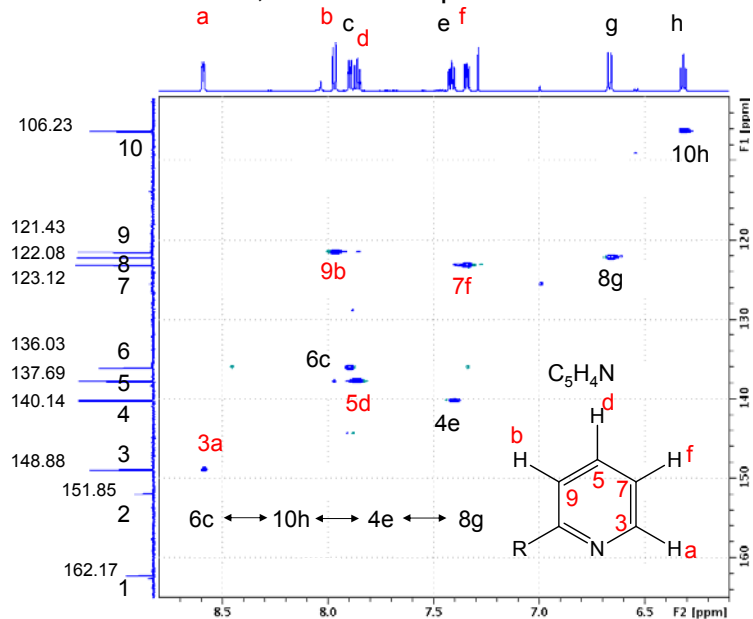 a b c d e f g h
106.23
10
10h
121.43
9
122.08
8
123.12
7
9b
7f
8g
136.03
6
6c
C5H4N
137.69
5
5d
140.14
4
4e
148.88
3
3a
151.85
2
6c 10h 4e 8g
162.17
1
d
H
b
H
H f
5
9
7
3
R
N
H a
F1 [ppm]
120
130
140
150
160
8.5 8.0 7.5 7.0 6.5 F2 [ppm]